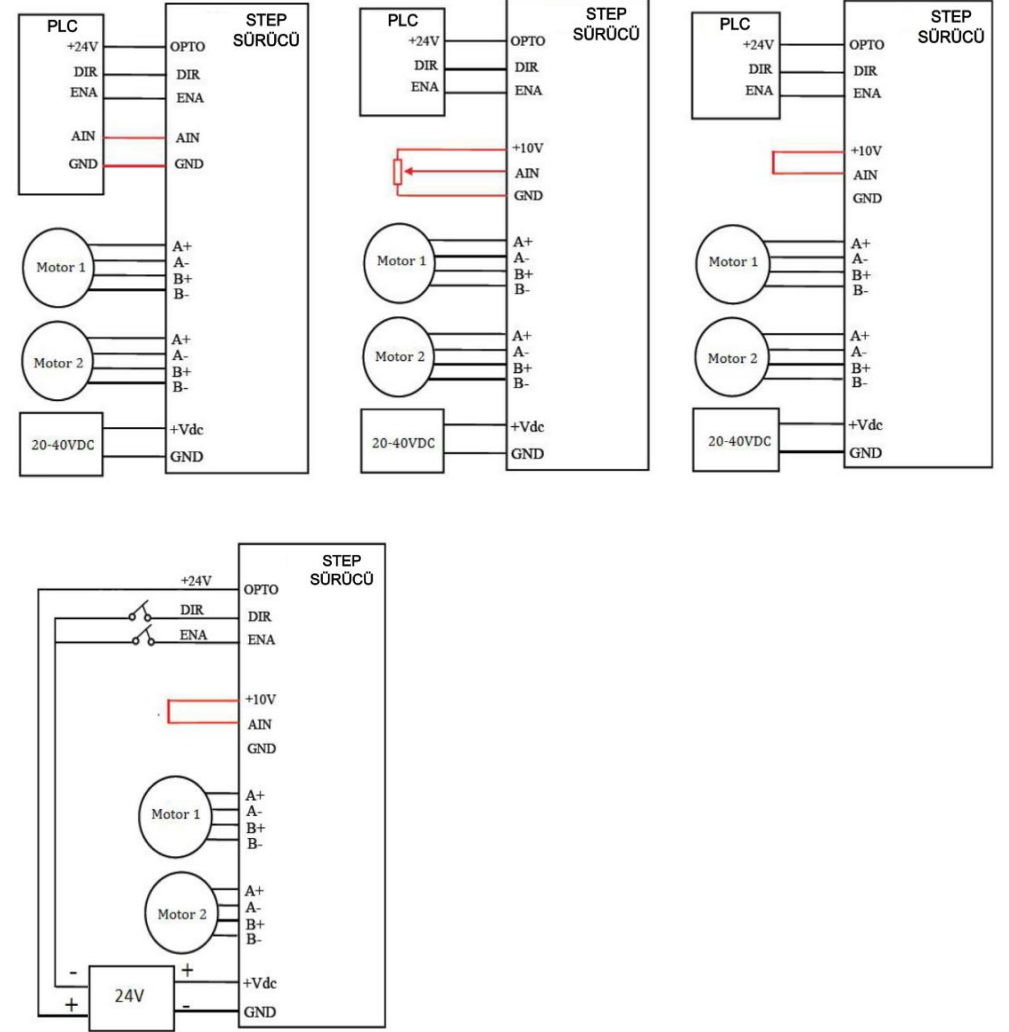 PLC
STEP
SÜRÜCÜ
+24V
OPTO
DIR
DIR
ENA
ENA
AIN
AIN
GND
GND
Motor 1
A+
A-
B+
B-
Motor 2
A+
A-
B+
B-
20-40VDC
+Vdc
GND
PLC
STEP
SÜRÜCÜ
+24V
OPTO
DIR
DIR
ENA
ENA
+10V
AIN
GND
Motor 1
A+
A-
B+
B-
Motor 2
A+
A-
B+
B-
20-40VDC
+Vdc
GND
PLC
STEP
SÜRÜCÜ
+24V
OPTO
DIR
DIR
ENA
ENA
+10V
AIN
GND
Motor 1
A+
A-
B+
B-
Motor 2
A+
A-
B+
B-
20-40VDC
+Vdc
GND
STEP
SÜRÜCÜ
+24V
OPTO
DIR
DIR
ENA
ENA
+10V
AIN
GND
Motor 1
A+
A-
B+
B-
Motor 2
A+
A-
B+
B-
-
+
24V
+
-
+Vdc
GND